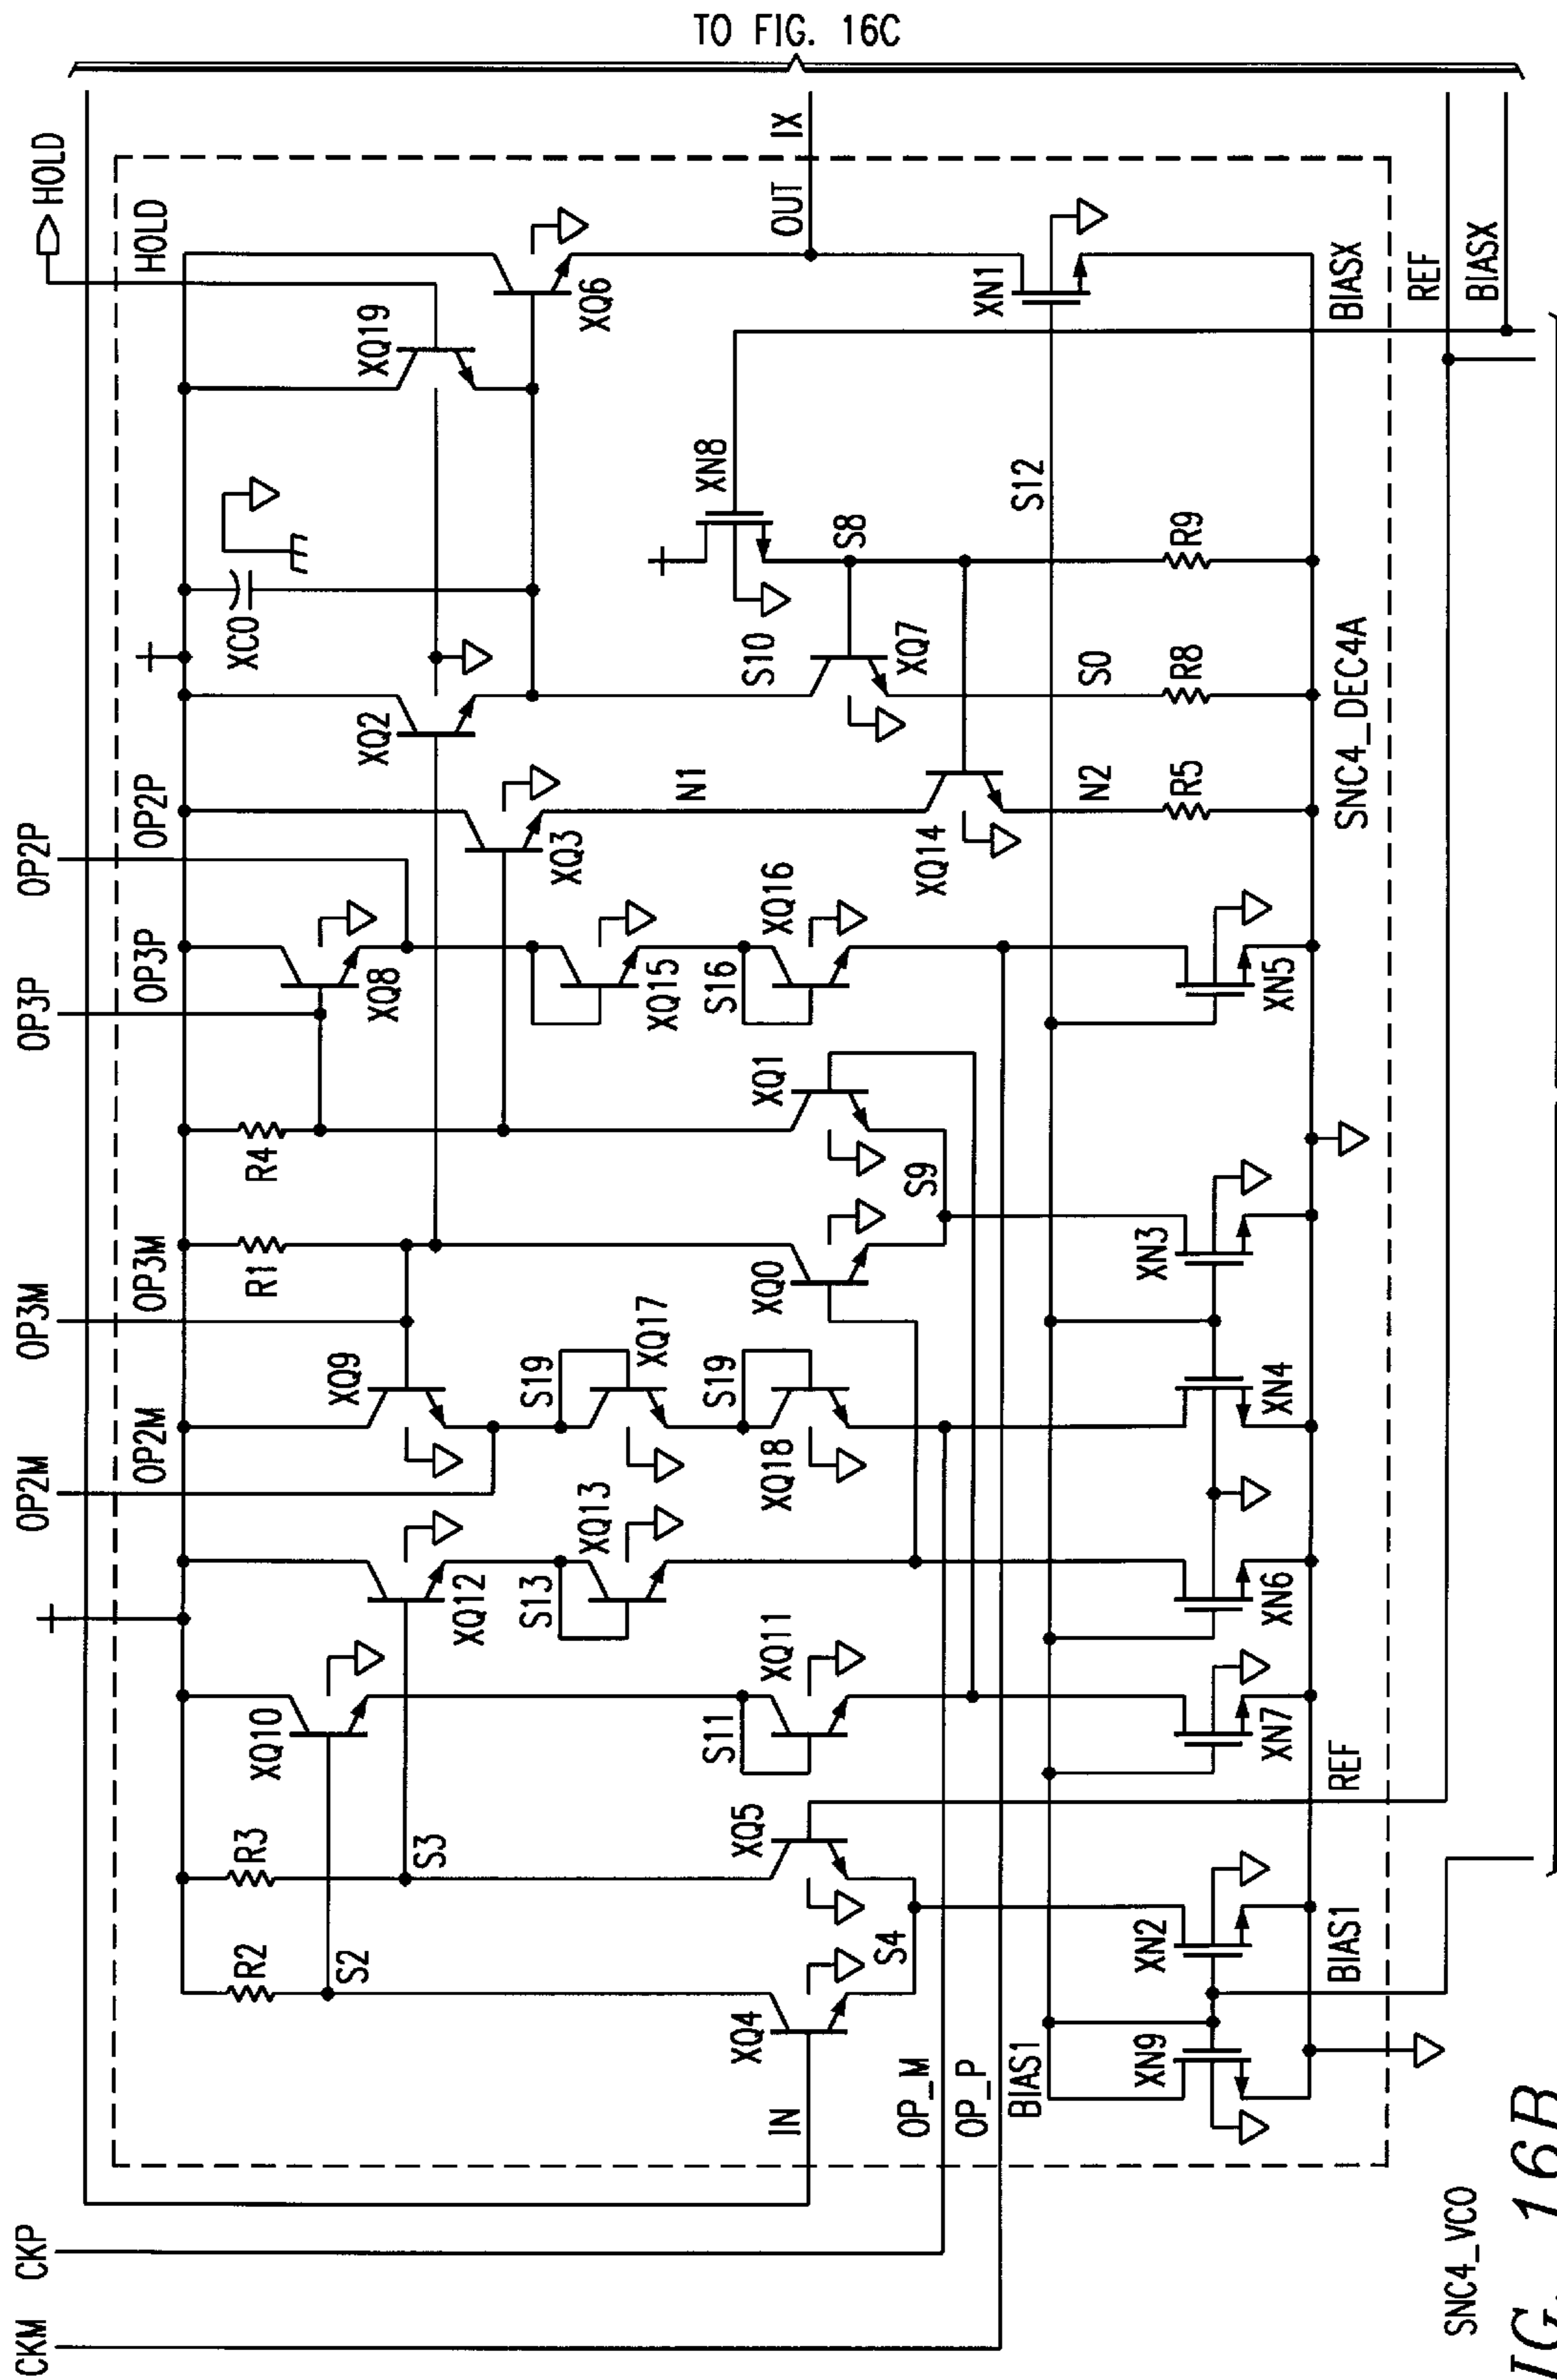 TO FIG. 16C
CKM
CKP
OP2M
OP3M
OP3P
OP2P
HOLD
OP2M
OP3M
OP3P
OP2P
HOLD
R2
R3
XQ10
XQ12
XQ9
R1
R4
XQ8
XQ2
XC0
XQ19
S2
S3
S13
XQ13
S19
XQ17
XQ15
XQ3
XQ6
S11
XQ11
S19
XQ18
S16
XQ16
N1
S10
XN8
IN
XQ4
XQ5
XQ0
XQ1
XQ14
XQ7
S8
OUT
IX
S4
S9
OP_M
OP_P
BIAS1
N2
S0
S12
XN1
XN9
XN2
XN7
XN6
XN4
XN3
XN5
R5
R8
R9
BIAS1
REF
SNC4_DEC4A
BIASX
REF
BIASX
SNC4_VCO
IG. 16B